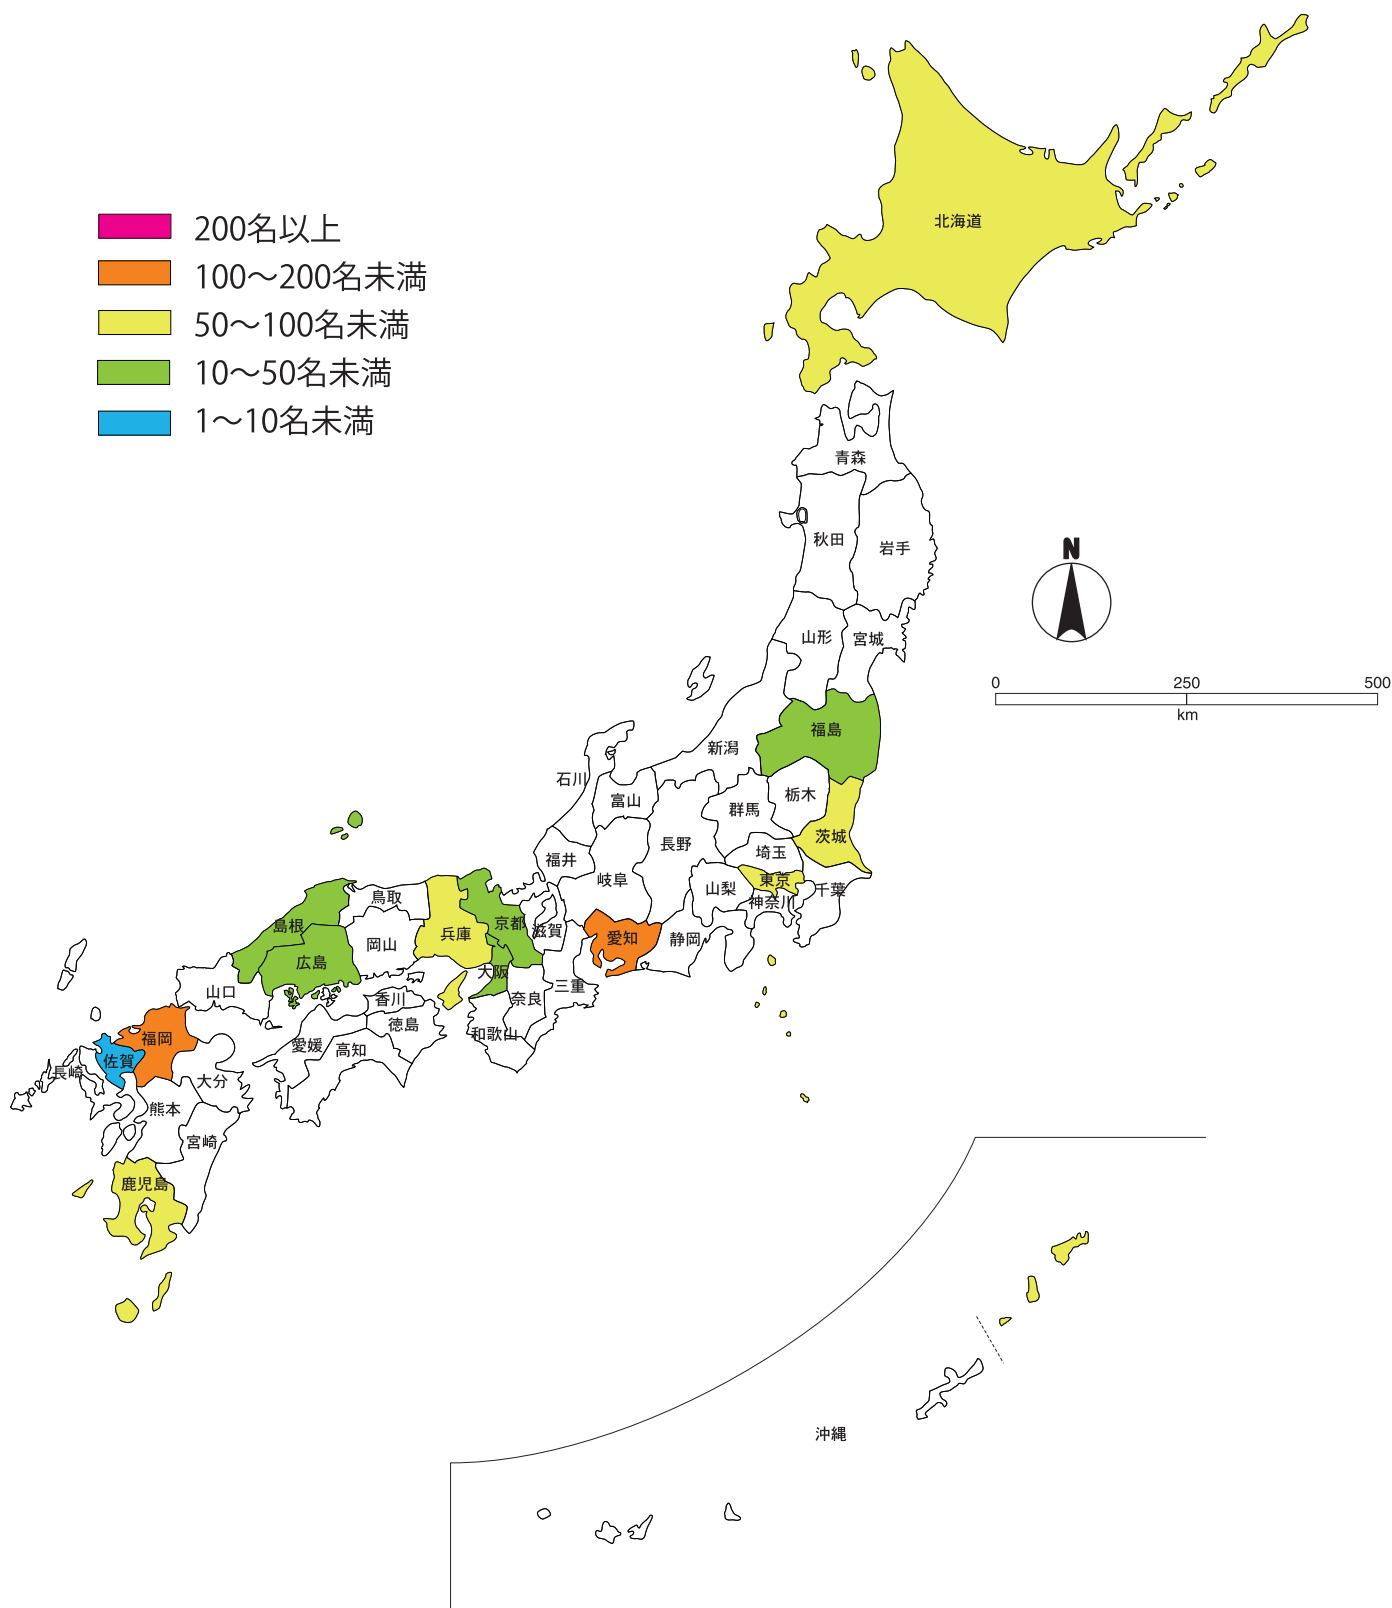 200名以上
100～200名未満
50～100名未満
10～50名未満
1～10名未満
北海道
青森
秋田
岩手
山形
宮城
N
0 250 500
km
福島
新潟
石川
富山
群馬
栃木
茨城
長野
埼玉
福井
岐阜
山梨
東京
千葉
神奈川
鳥取
島根
京都
滋賀
兵庫
愛知
静岡
岡山
広島
大阪
三重
奈良
山口
香川
徳島
和歌山
愛媛
高知
福岡
佐賀
長崎
大分
熊本
宮崎
鹿児島
沖縄